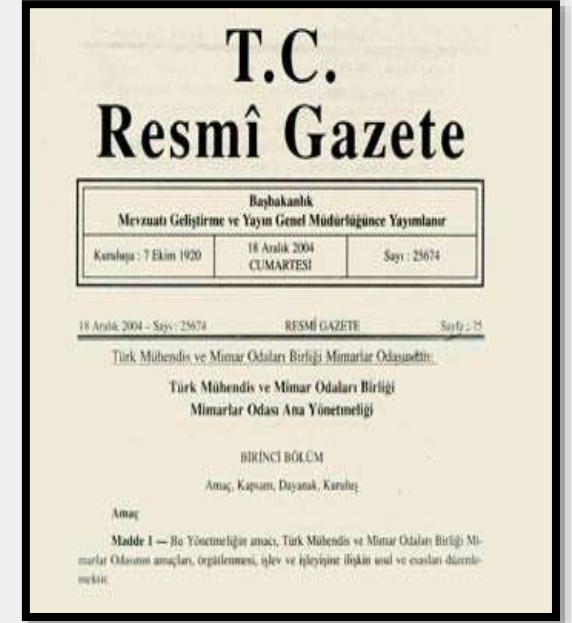 T.C.
Resmî Gazete
Başbakanlık
Mevzuatı Geliştirme ve Yayın Genel Müdürlüğünce Yayımlanır
Kuruluşu : 7 Ekim 1920
18 Aralık 2004
CUMARTESİ
Sayı : 25674
18 Aralık 2004 – Sayı : 25674 RESMÎ GAZETE Sayfa : 15
Türk Mühendis ve Mimar Odaları Birliği Mimarlar Odasından:
Türk Mühendis ve Mimar Odaları Birliği
Mimarlar Odası Ana Yönetmeliği
BİRİNCİ BÖLÜM
Amaç, Kapsam, Dayanak, Kuruluş
Amaç
Madde 1 — Bu Yönetmeliğin amacı, Türk Mühendis ve Mimar Odaları Birliği Mi-
marlar Odasının amaçları, örgütlenmesi, işlev ve işleyişine ilişkin usul ve esasları düzenle-
mektir.